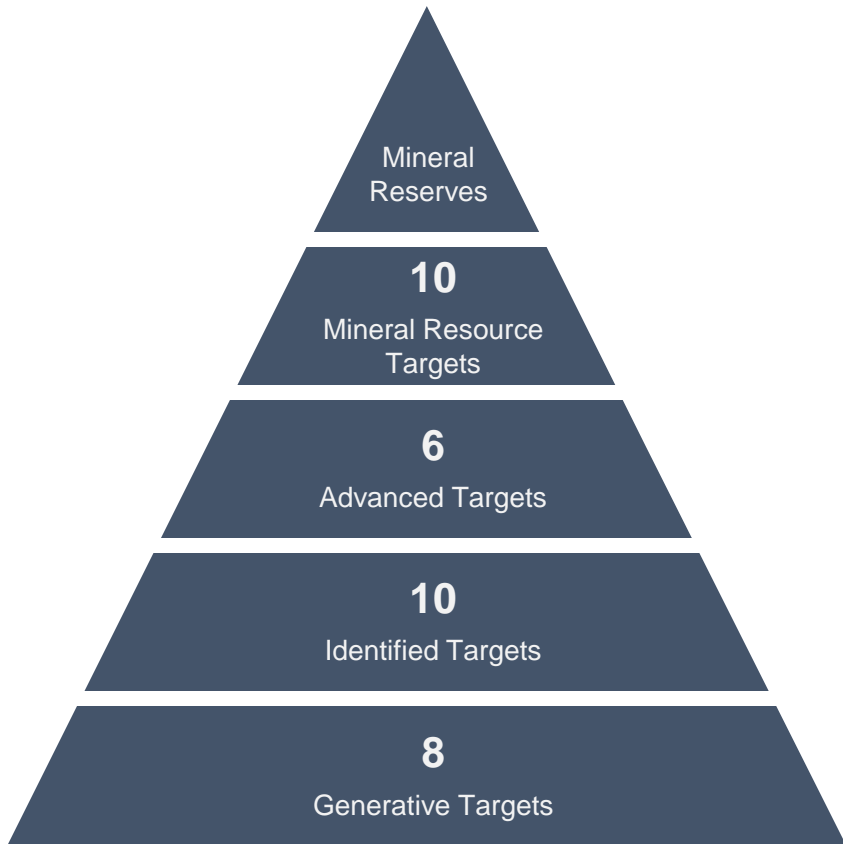 Mineral
Reserves
10
Mineral Resource
Targets
6
Advanced Targets
10
Identified Targets
8
Generative Targets